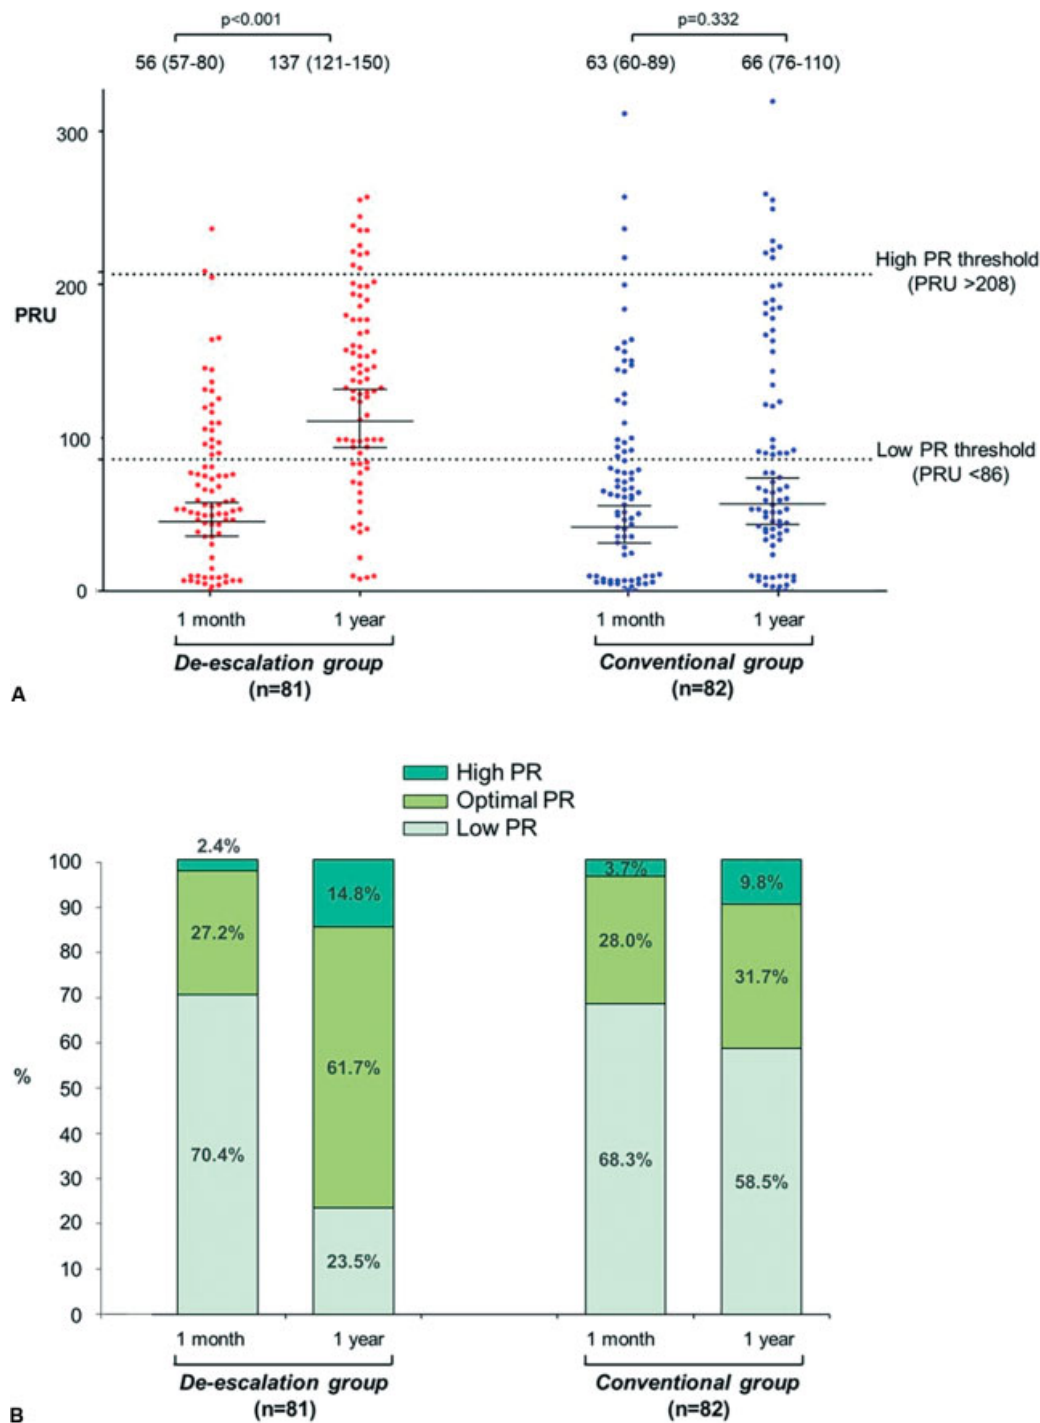 p<0.001 p=0.332
56 (57-80) 137 (121-150) 63 (60-89) 66 (76-110)
300
High PR threshold
(PRU >208)
200
PRU
100
Low PR threshold
(PRU <86)
0
1 month 1 year 1 month 1 year
De-escalation group Conventional group
(n=81) (n=82)
A
High PR
Optimal PR
Low PR
2.4%
100
3.7%
9.8%
14.8%
90
27.2%
28.0%
80
31.7%
70
60
61.7%
%
50
40
70.4%
68.3%
30
58.5%
20
23.5%
10
0
1 month 1 year 1 month 1 year
De-escalation group Conventional group
(n=81) (n=82)
B